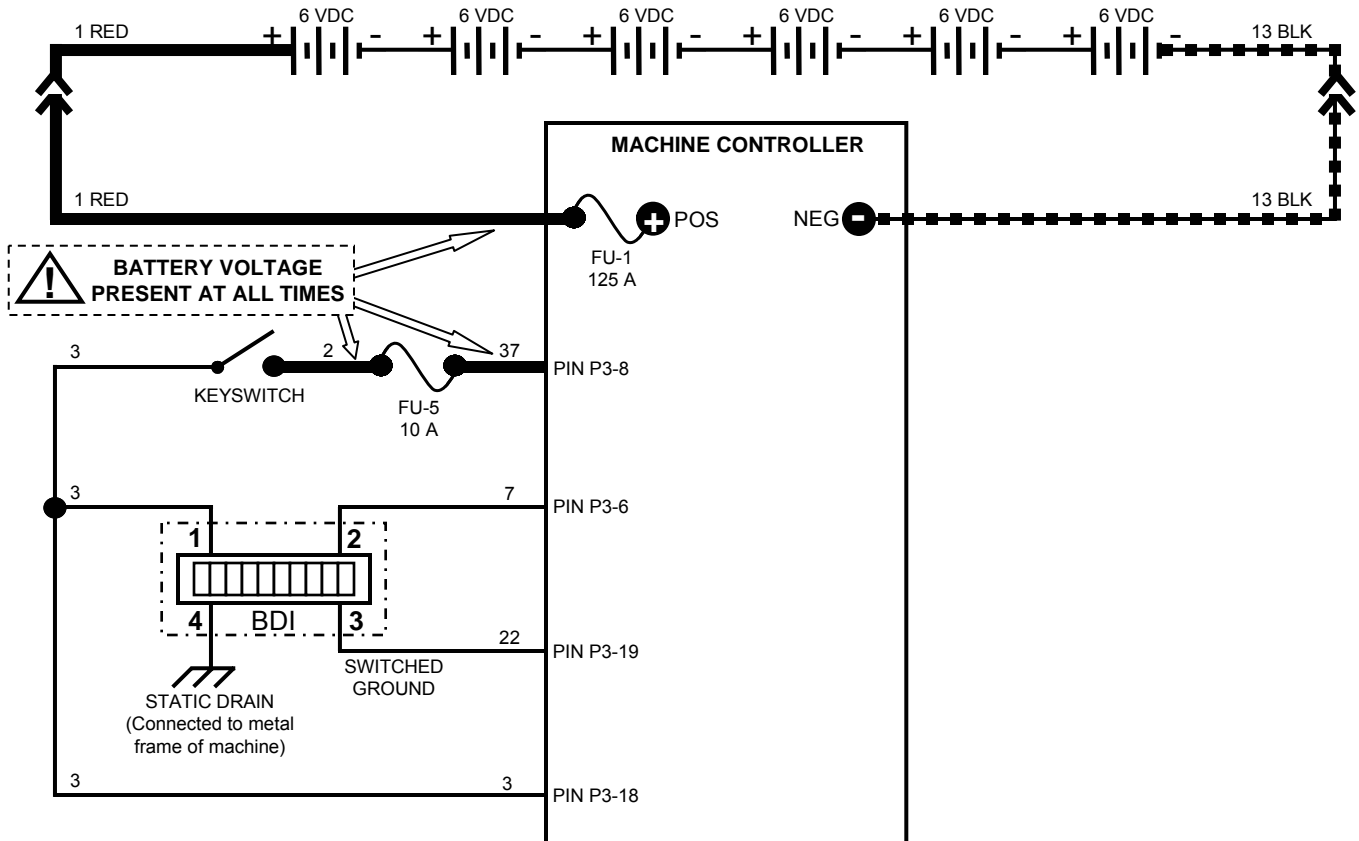 6 VDC 6 VDC 6 VDC 6 VDC 6 VDC 6 VDC
1 RED + - + - + - + - + - + - 13 BLK
MACHINE CONTROLLER
1 RED 13 BLK
+ POS NEG -
FU-1
125 A
! BATTERY VOLTAGE
PRESENT AT ALL TIMES
3 2 37
PIN P3-8
KEYSWITCH
FU-5
10 A
3 7
PIN P3-6
1 2
4 BDI 3
22
PIN P3-19
SWITCHED
GROUND
STATIC DRAIN
(Connected to metal
frame of machine)
3 3
PIN P3-18